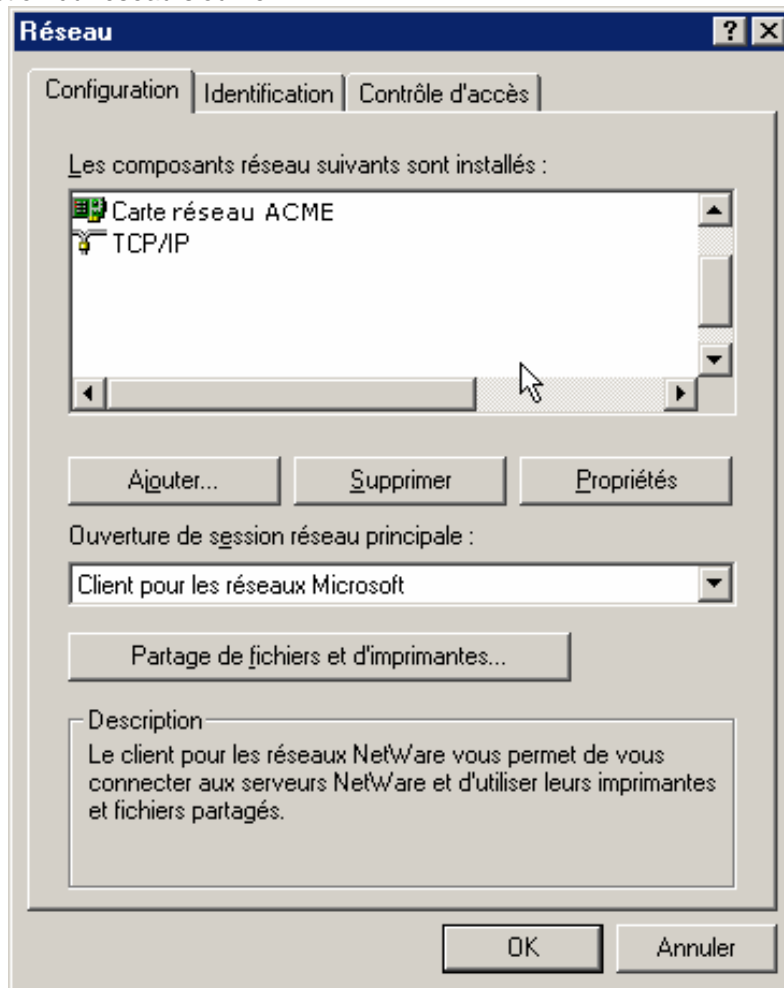 Réseau
Configuration
Identification
Contrôle d'accès
Les composants réseau suivants sont installés :
Carte réseau ACME
TCP/IP
Ajouter...
Supprimer
Propriétés
Ouverture de session réseau principale :
Client pour les réseaux Microsoft
Partage de fichiers et d'imprimantes...
Description
Le client pour les réseaux NetWare vous permet de vous
connecter aux serveurs NetWare et d'utiliser leurs imprimantes
et fichiers partagés.
OK
Annuler